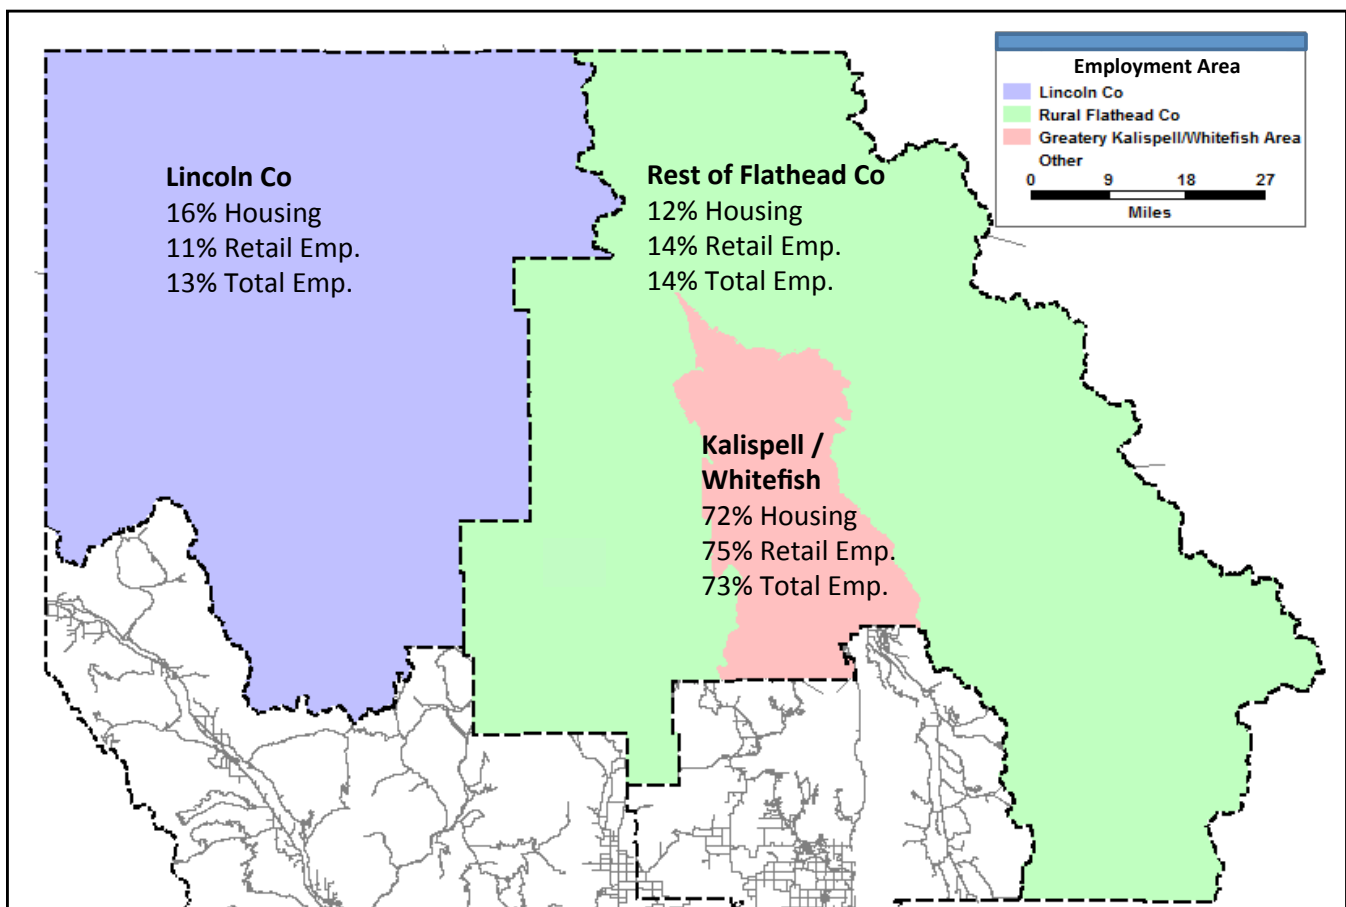 Employment Area
Lincoln Co
Rural Flathead Co
Greatery Kalispell/Whitefish Area
Other
0 9 18 27
Miles
Lincoln Co
16% Housing
11% Retail Emp.
13% Total Emp.
Rest of Flathead Co
12% Housing
14% Retail Emp.
14% Total Emp.
Kalispell /
Whitefish
72% Housing
75% Retail Emp.
73% Total Emp.